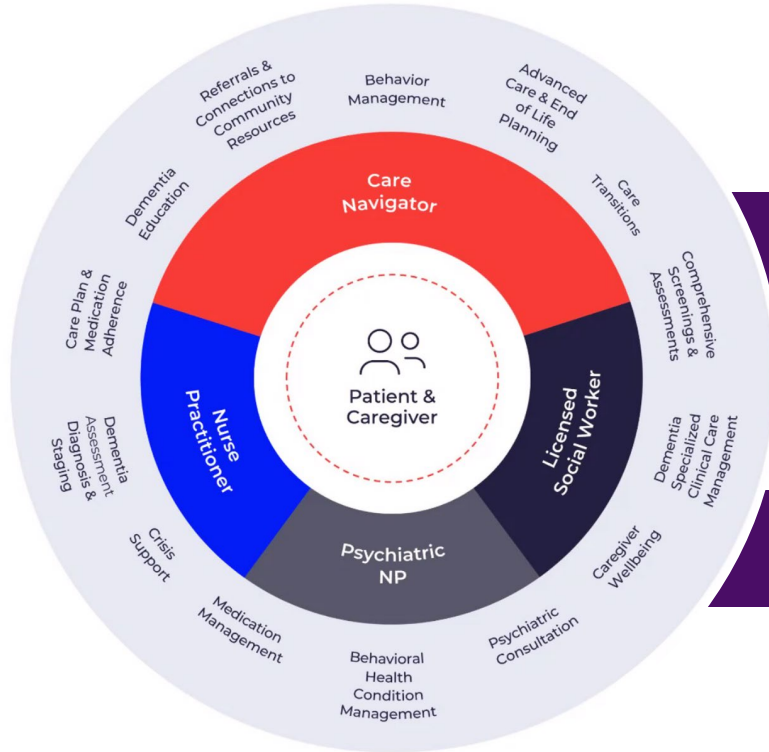 Behavior
Management
Advanced
Care & End
of Life
Planning
Care
Transitions
Comprehensive
Screenings &
Assessments
Dementia
Specialized
Clinical Care
Management
Caregiver
Wellbeing
Psychiatric
Consultation
Behavioral
Health
Condition
Management
Medication
Management
Crisis
Support
Dementia
Assessment
Diagnosis &
Staging
Care Plan &
Medication
Adherence
Dementia
Education
Referrals &
Connections to
Community
Resources
Care
Navigator
Licensed
Social Worker
Psychiatric
NP
Nurse
Practitioner
Patient &
Caregiver